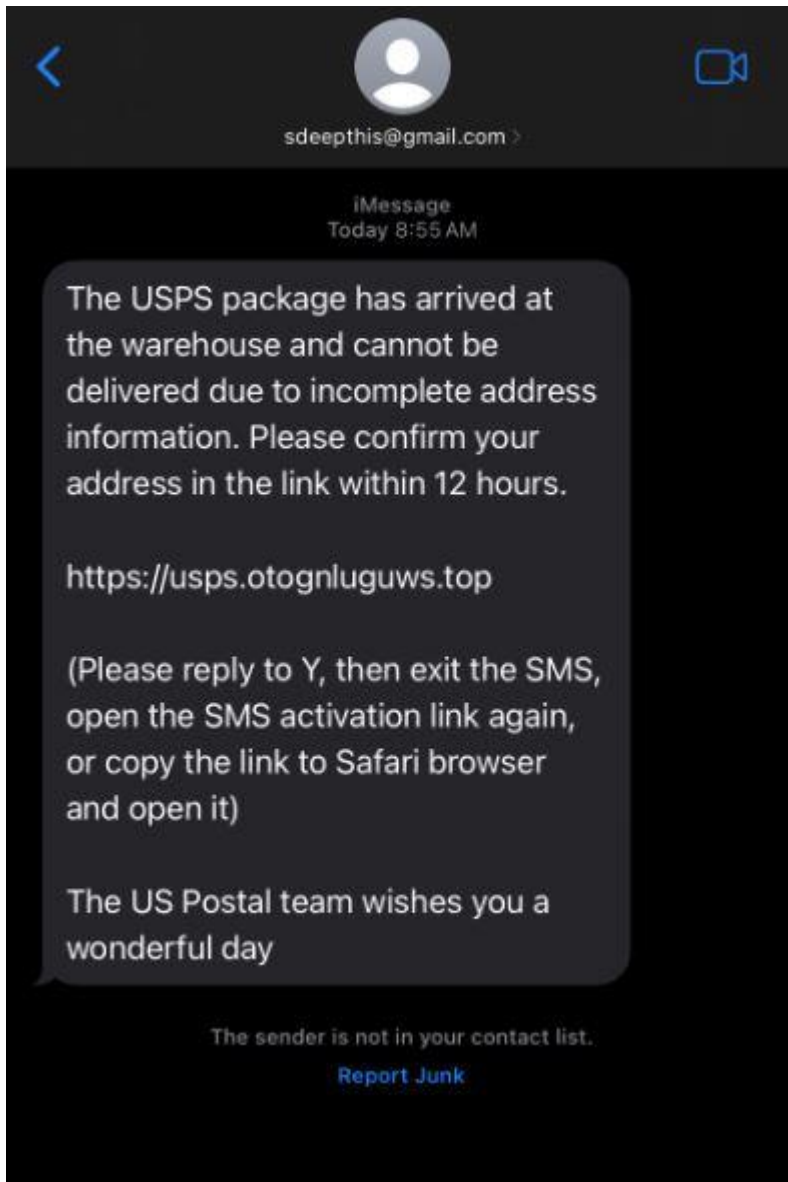 sdeepthis@gmail.com
iMessage
Today 8:55 AM
The USPS package has arrived at
the warehouse and cannot be
delivered due to incomplete address
information. Please confirm your
address in the link within 12 hours.
https://usps.otognluguws.top
(Please reply to Y, then exit the SMS,
open the SMS activation link again,
or copy the link to Safari browser
and open it)
The US Postal team wishes you a
wonderful day
The sender is not in your contact list.
Report Junk